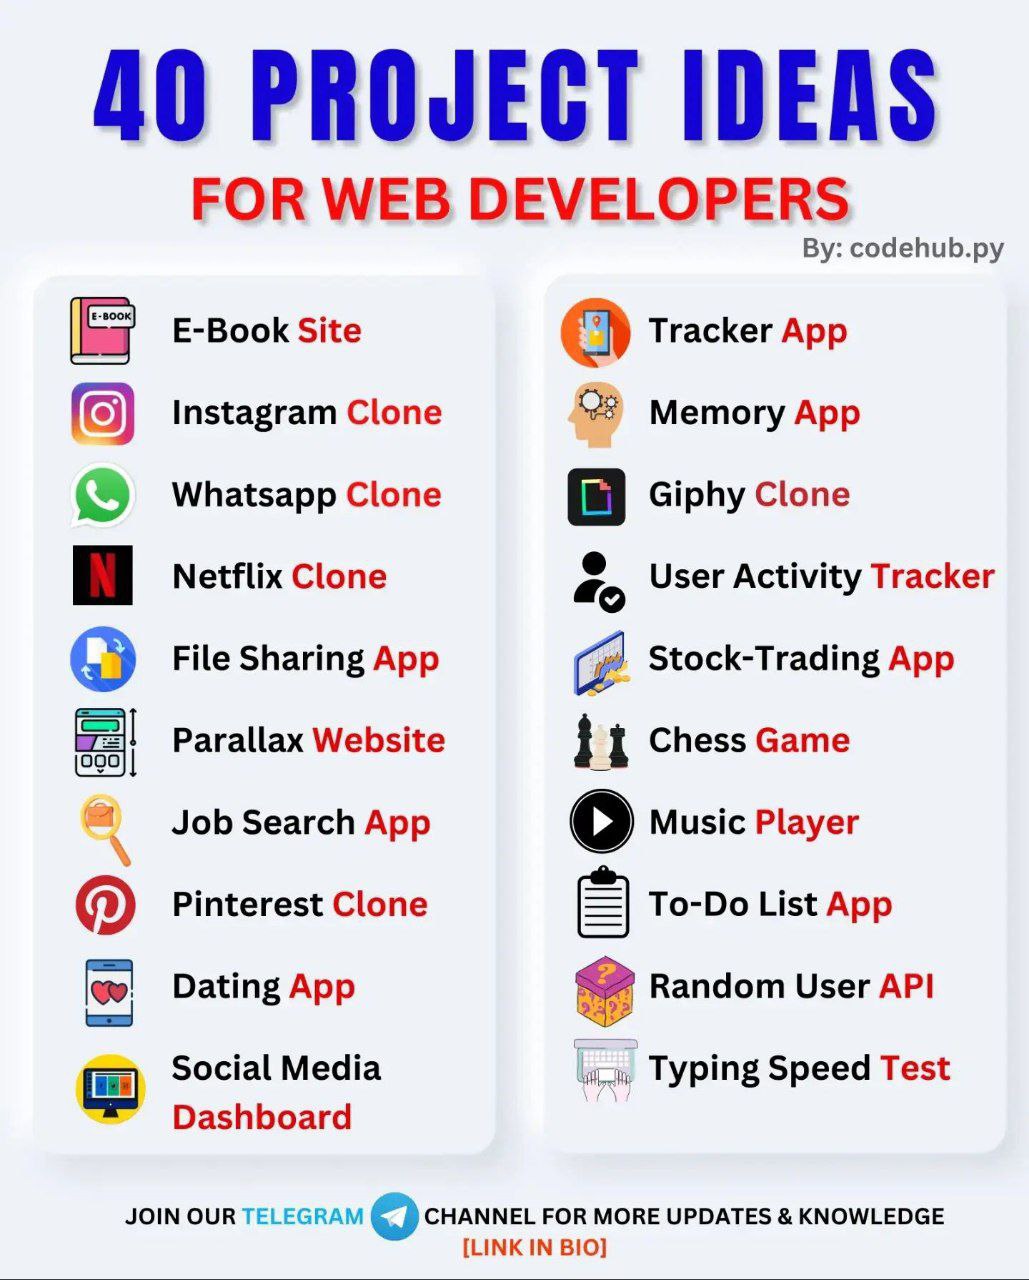 40 PROJECT IDEAS
FOR WEB DEVELOPERS
By: codehub.py
E-BOOK
E-Book Site
Instagram Clone
Whatsapp Clone
Netflix Clone
File Sharing App
Parallax Website
Job Search App
Pinterest Clone
Dating App
Social Media
Dashboard
Tracker App
Memory App
Giphy Clone
User Activity Tracker
Stock-Trading App
Chess Game
Music Player
To-Do List App
Random User API
Typing Speed Test
JOIN OUR TELEGRAM CHANNEL FOR MORE UPDATES & KNOWLEDGE
[LINK IN BIO]